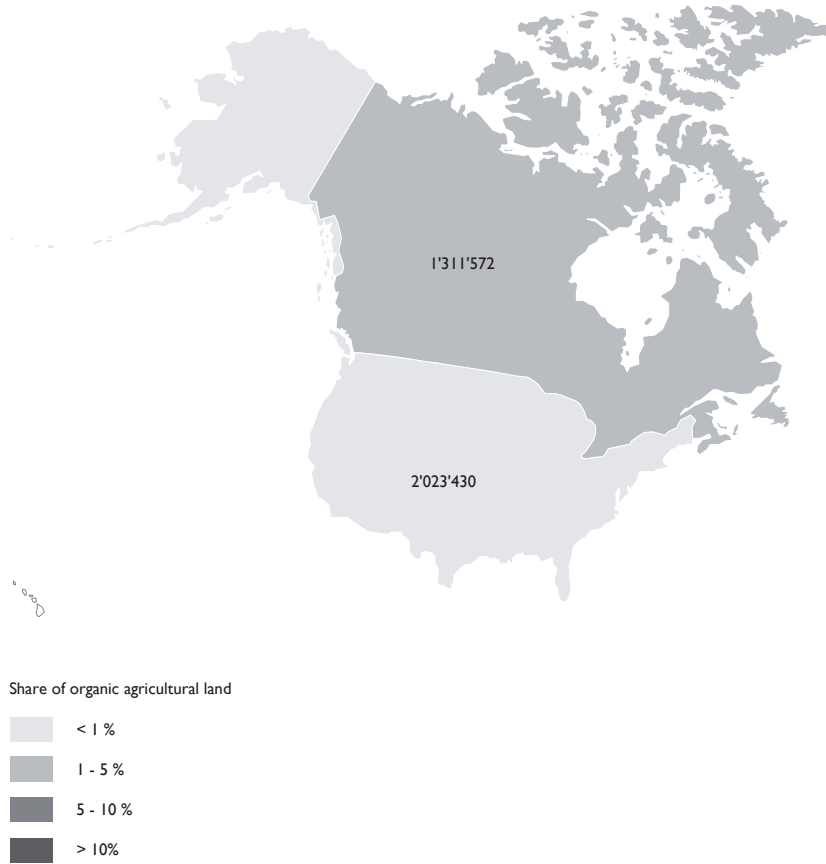 1'311'572
2'023'430
Share of organic agricultural land
< 1 %
1 - 5 %
5 - 10 %
> 10%